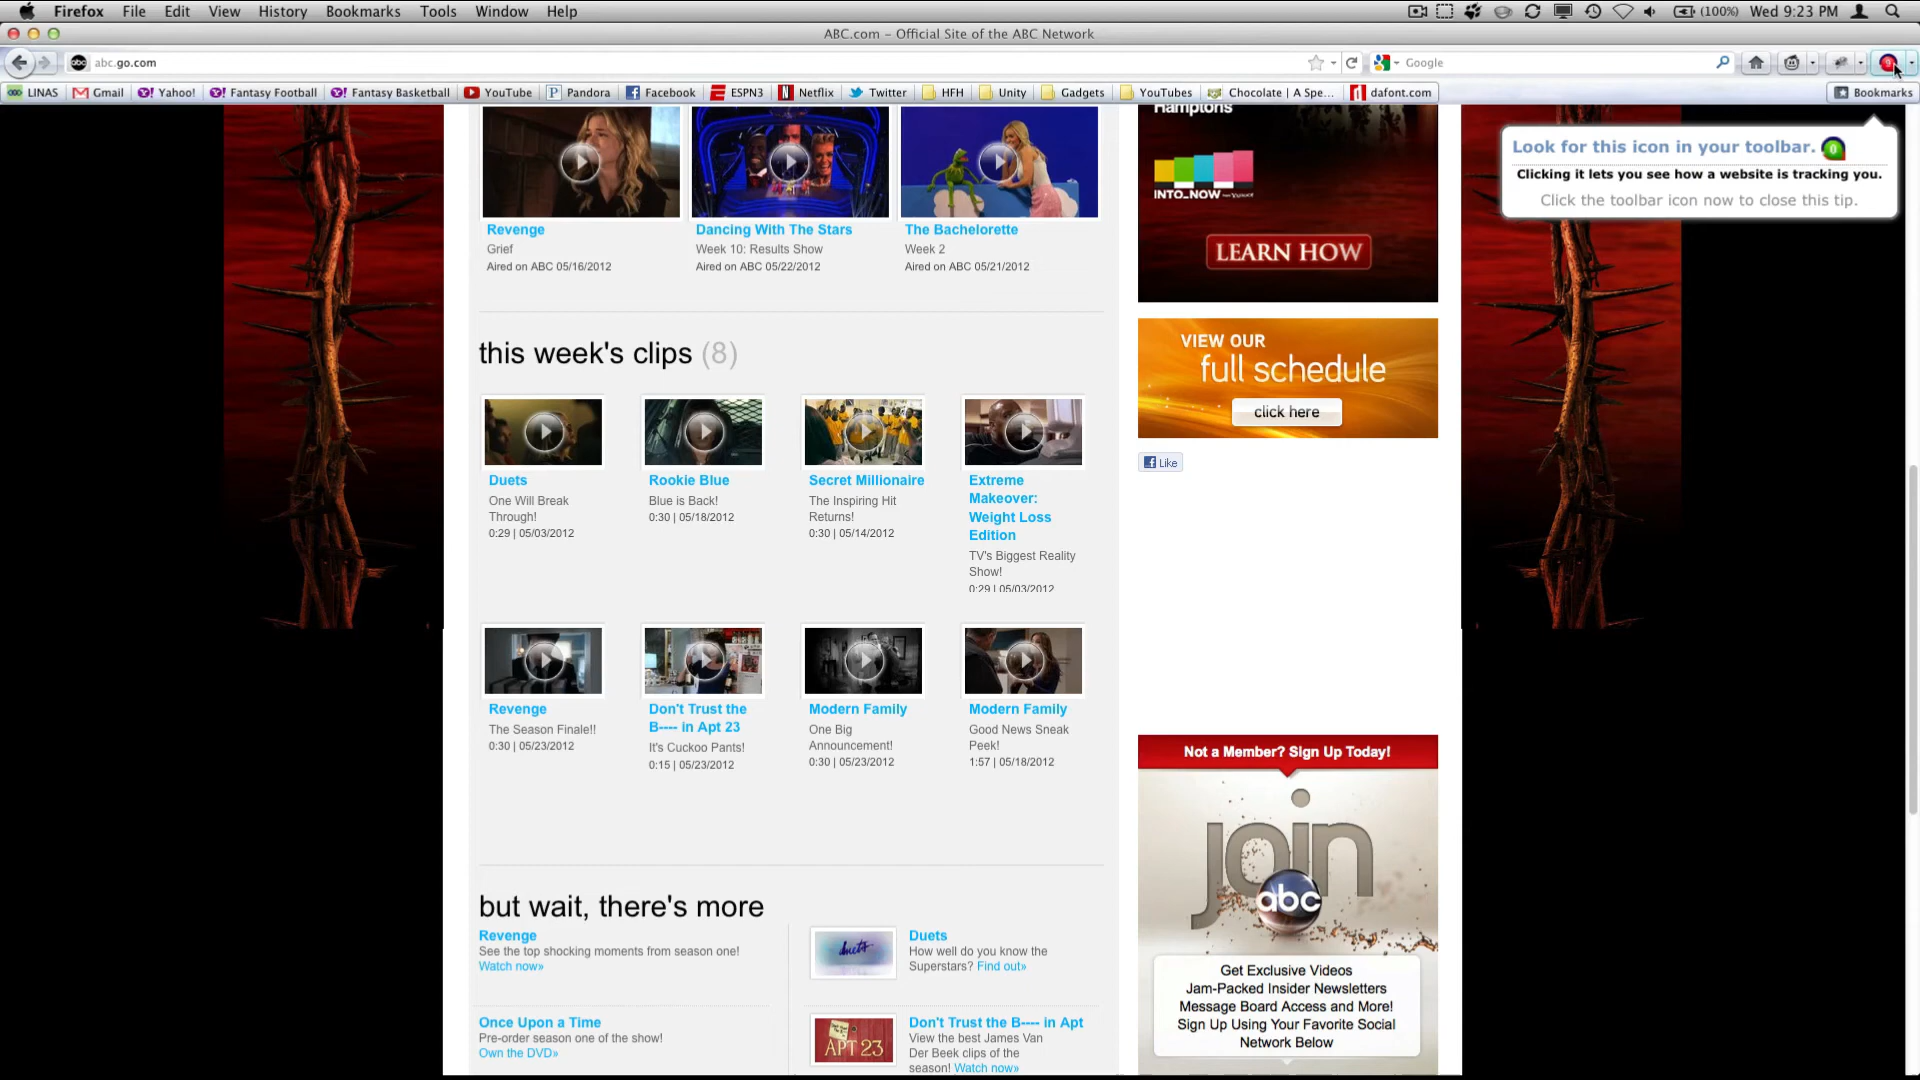 Firefox File Edit View History Bookmarks Tools Window Help
(100%) Wed 9:23 PM
ABC.com – Official Site of the ABC Network
abc.go.com
Google
LINAS Gmail Yahoo! Fantasy Football Fantasy Basketball YouTube Pandora Facebook ESPN3 Netflix Twitter HFH Unity Gadgets YouTubes Chocolate | A Spe... dafont.com Bookmarks
Look for this icon in your toolbar. 0
Clicking it lets you see how a website is tracking you.
Click the toolbar icon now to close this tip.
Revenge
Grief
Aired on ABC 05/16/2012
Dancing With The Stars
Week 10: Results Show
Aired on ABC 05/22/2012
The Bachelorette
Week 2
Aired on ABC 05/21/2012
Hamptons
INTO_NOW
LEARN HOW
VIEW OUR
full schedule
click here
Like
this week's clips (8)
Duets
One Will Break
Through!
0:29 | 05/03/2012
Rookie Blue
Blue is Back!
0:30 | 05/18/2012
Secret Millionaire
The Inspiring Hit
Returns!
0:30 | 05/14/2012
Extreme
Makeover:
Weight Loss
Edition
TV's Biggest Reality
Show!
0:29 | 05/03/2012
Revenge
The Season Finale!!
0:30 | 05/23/2012
Don't Trust the
B---- in Apt 23
It's Cuckoo Pants!
0:15 | 05/23/2012
Modern Family
One Big
Announcement!
0:30 | 05/23/2012
Modern Family
Good News Sneak
Peek!
1:57 | 05/18/2012
Not a Member? Sign Up Today!
join
abc
Get Exclusive Videos
Jam-Packed Insider Newsletters
Message Board Access and More!
Sign Up Using Your Favorite Social
Network Below
but wait, there's more
Revenge
See the top shocking moments from season one!
Watch now»
duets
Duets
How well do you know the
Superstars? Find out»
Once Upon a Time
Pre-order season one of the show!
Own the DVD»
APT 23
Don't Trust the B---- in Apt
View the best James Van
Der Beek clips of the
season! Watch now»